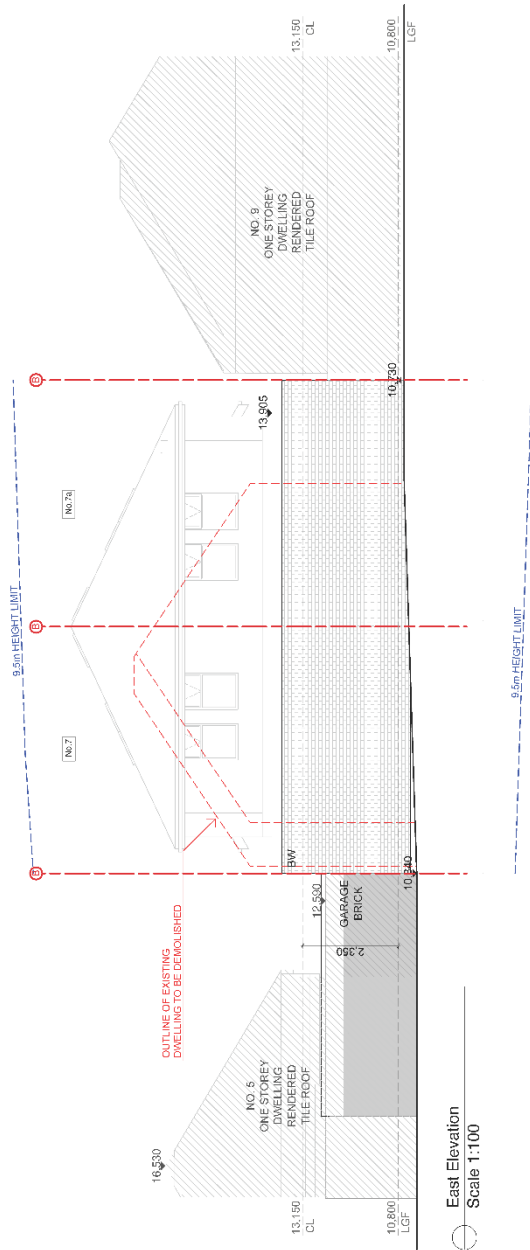 9.5m HEIGHT LIMIT
No.7
No.7a
B
B
B
16,530
OUTLINE OF EXISTING
DWELLING TO BE DEMOLISHED
13,905
NO. 5
ONE STOREY
DWELLING
RENDERED
TILE ROOF
NO. 9
ONE STOREY
DWELLING
RENDERED
TILE ROOF
BW
13,150
CL
13.150
CL
12,590
GARAGE
BRICK
2,350
10,800
LGF
10,340
10,730
10,800
LGF
East Elevation
Scale 1:100
9.5m HEIGHT LIMIT